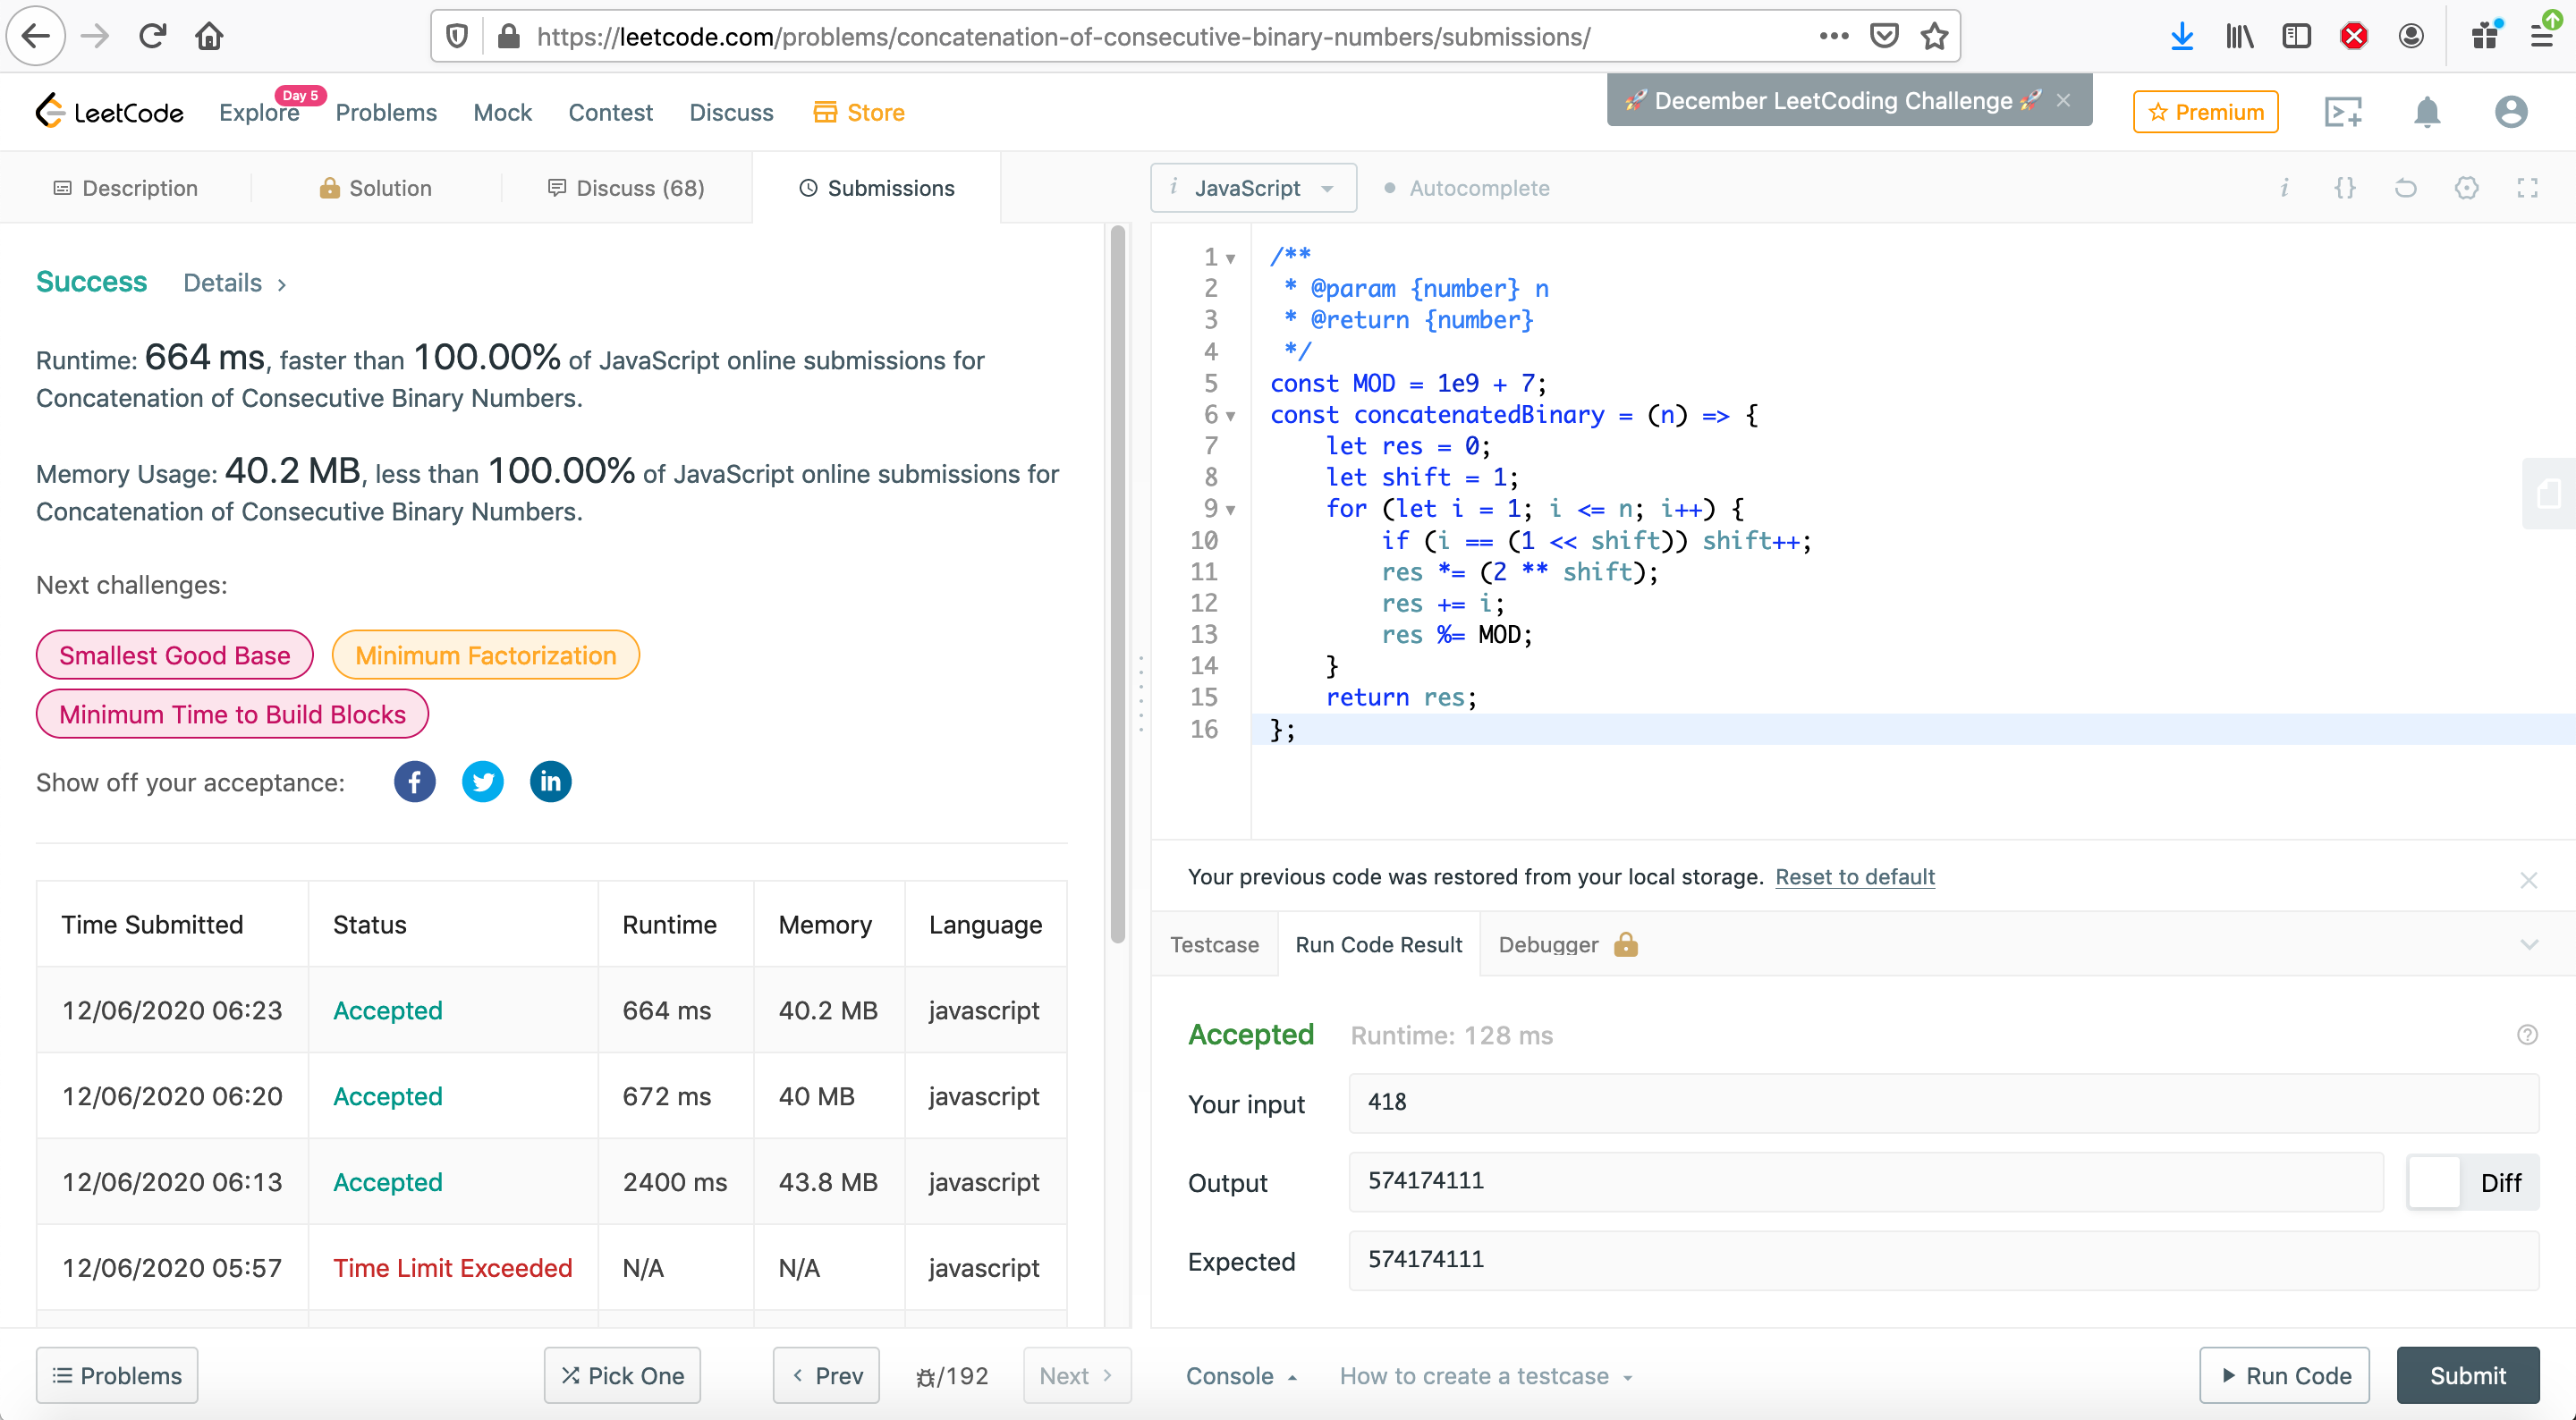 https://leetcode.com/problems/concatenation-of-consecutive-binary-numbers/submissions/
LeetCode
Explore
Day 5
Problems
Mock
Contest
Discuss
Store
🚀 December LeetCoding Challenge 🚀
Premium
Description
Solution
Discuss (68)
Submissions
i JavaScript
Autocomplete
Success Details >
Runtime: 664 ms, faster than 100.00% of JavaScript online submissions for
Concatenation of Consecutive Binary Numbers.
Memory Usage: 40.2 MB, less than 100.00% of JavaScript online submissions for
Concatenation of Consecutive Binary Numbers.
Next challenges:
Smallest Good Base
Minimum Factorization
Minimum Time to Build Blocks
Show off your acceptance:
Time Submitted Status Runtime Memory Language
12/06/2020 06:23 Accepted 664 ms 40.2 MB javascript
12/06/2020 06:20 Accepted 672 ms 40 MB javascript
12/06/2020 06:13 Accepted 2400 ms 43.8 MB javascript
12/06/2020 05:57 Time Limit Exceeded N/A N/A javascript
1 /**
2  * @param {number} n
3  * @return {number}
4  */
5 const MOD = 1e9 + 7;
6 const concatenatedBinary = (n) => {
7     let res = 0;
8     let shift = 1;
9     for (let i = 1; i <= n; i++) {
10         if (i == (1 << shift)) shift++;
11         res *= (2 ** shift);
12         res += i;
13         res %= MOD;
14     }
15     return res;
16 };
Your previous code was restored from your local storage. Reset to default
Testcase
Run Code Result
Debugger
Accepted Runtime: 128 ms
Your input 418
Output 574174111
Diff
Expected 574174111
Problems
Pick One
< Prev
/192
Next >
Console
How to create a testcase
Run Code
Submit